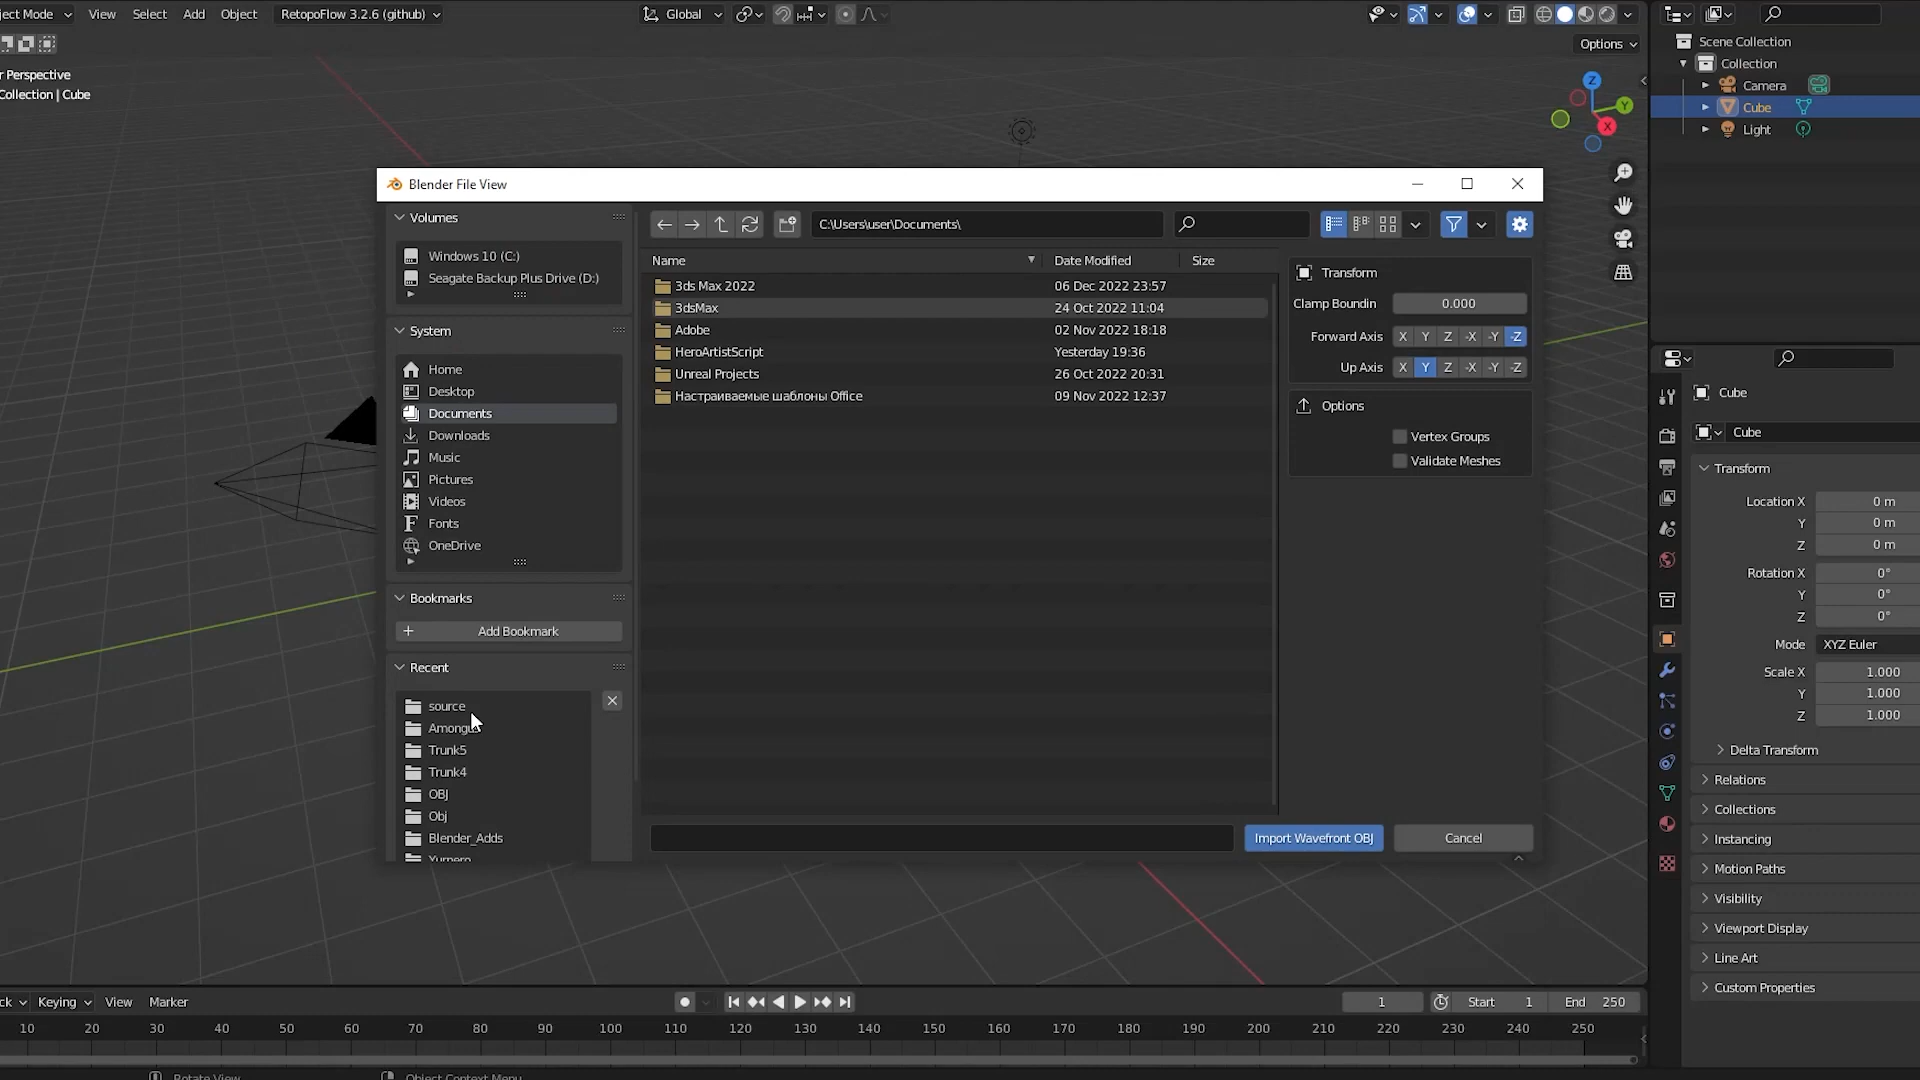 ject Mode View Select Add Object RetopoFlow 3.2.6 (github) Global
Options
r Perspective
Collection | Cube
Z
Y
X
Scene Collection
Collection
Camera
Cube
Light
Blender File View
Volumes
Windows 10 (C:)
Seagate Backup Plus Drive (D:)
System
Home
Desktop
Documents
Downloads
Music
Pictures
Videos
Fonts
OneDrive
Bookmarks
Add Bookmark
Recent
source
Trunk5
Trunk4
OBJ
Obj
Blender_Adds
C:\Users\user\Documents\
Name Date Modified Size
3ds Max 2022 06 Dec 2022 23:57
3dsMax 24 Oct 2022 11:04
Adobe 02 Nov 2022 18:18
HeroArtistScript Yesterday 19:36
Unreal Projects 26 Oct 2022 20:31
Настраиваемые шаблоны Office 09 Nov 2022 12:37
Transform
Clamp Boundin 0.000
Forward Axis X Y Z -X -Y -Z
Up Axis X Y Z -X -Y -Z
Options
Vertex Groups
Validate Meshes
Import Wavefront OBJ Cancel
Cube
Cube
Transform
Location X 0 m
Y 0 m
Z 0 m
Rotation X 0°
Y 0°
Z 0°
Mode XYZ Euler
Scale X 1.000
Y 1.000
Z 1.000
Delta Transform
Relations
Collections
Instancing
Motion Paths
Visibility
Viewport Display
Line Art
Custom Properties
ck Keying View Marker 1 Start 1 End 250
10 20 30 40 50 60 70 80 90 100 110 120 130 140 150 160 170 180 190 200 210 220 230 240 250
Rotate View Object Context Menu